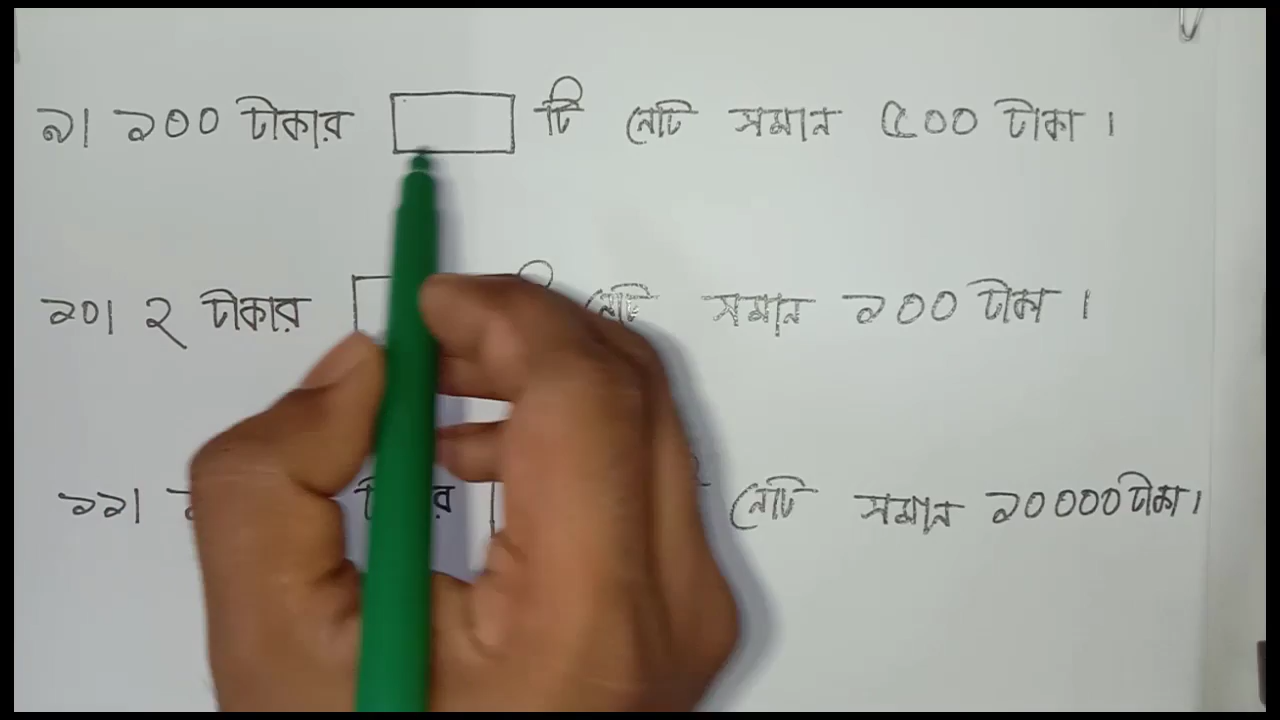 ৯। ১০০ টাকার টি নোট সমান ৫০০ টাকা।
১০। ২ টাকার নোট সমান ১০০ টাকা।
১১। নোট সমান ১০০০০ টাকা।